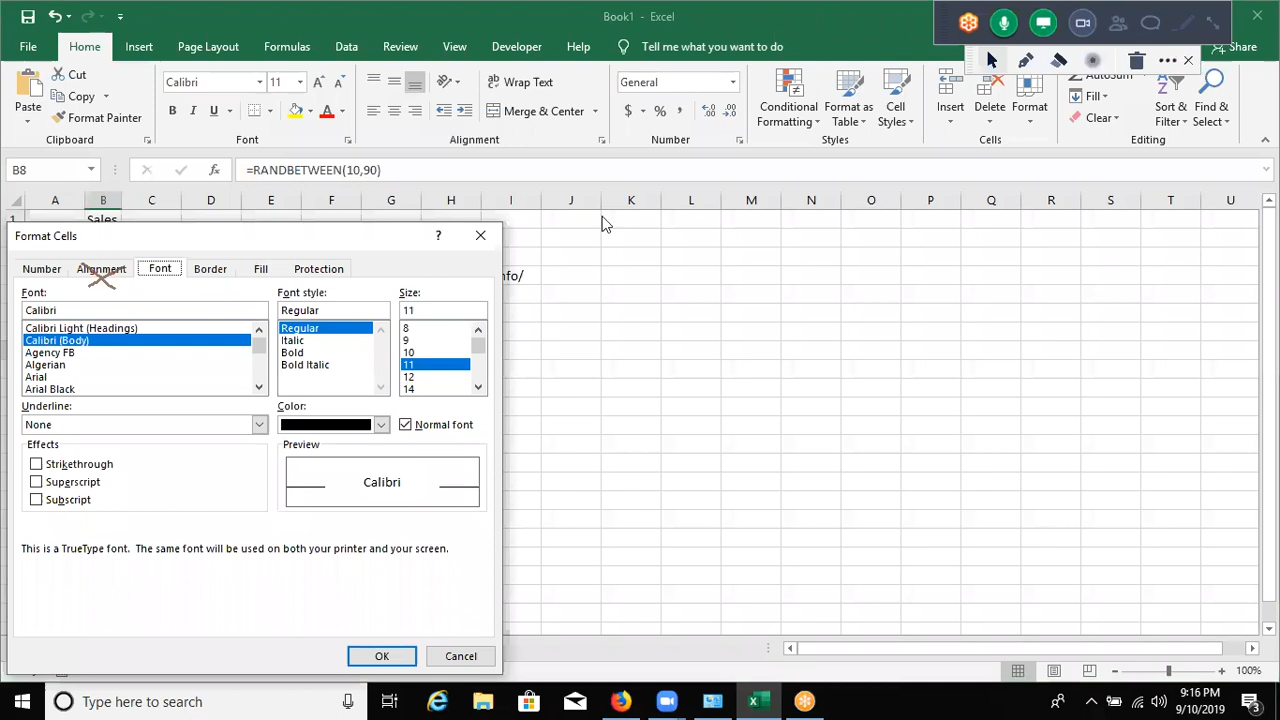 Book1 - Excel
File Home Insert Page Layout Formulas Data Review View Developer Help Tell me what you want to do Share
Paste Cut Copy Format Painter
Calibri 11
B I U
Wrap Text
Merge & Center
General
$ % ,
Conditional Formatting Format as Table Cell Styles
Insert Delete Format
AutoSum Fill Clear
Sort & Filter Find & Select
Clipboard Font Alignment Number Styles Cells Editing
B8 fx =RANDBETWEEN(10,90)
A B C D E F G H I J K L M N O P Q R S T U
1 Sales
nfo/
Format Cells ?
Number Alignment Font Border Fill Protection
Font: Font style: Size:
Calibri Regular 11
Calibri Light (Headings) Regular 8
Calibri (Body) Italic 9
Agency FB Bold 10
Algerian Bold Italic 11
Arial 12
Arial Black 14
Underline: Color:
None Normal font
Effects Preview
Strikethrough
Superscript Calibri
Subscript
This is a TrueType font. The same font will be used on both your printer and your screen.
OK Cancel
100%
Type here to search
9:16 PM
9/10/2019
3